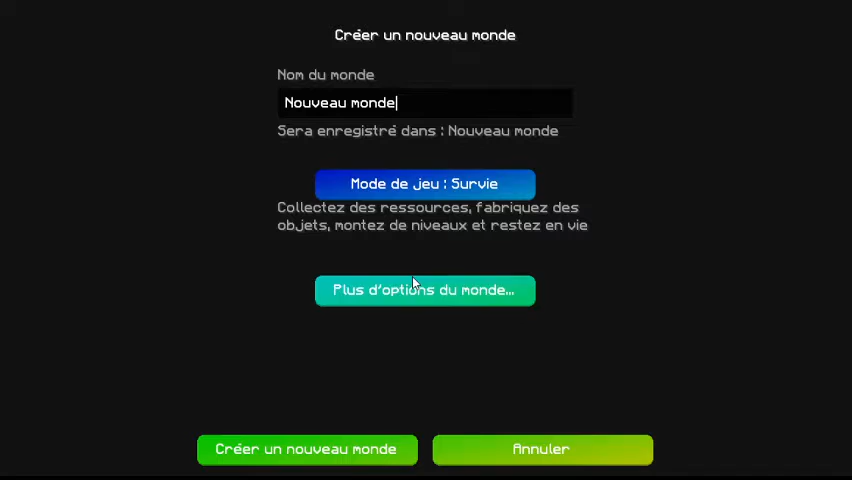 Créer un nouveau monde
Nom du monde
Nouveau monde
Sera enregistré dans : Nouveau monde
Mode de jeu : Survie
Collectez des ressources, fabriquez des
objets, montez de niveaux et restez en vie
Plus d'options du monde...
Créer un nouveau monde
Annuler